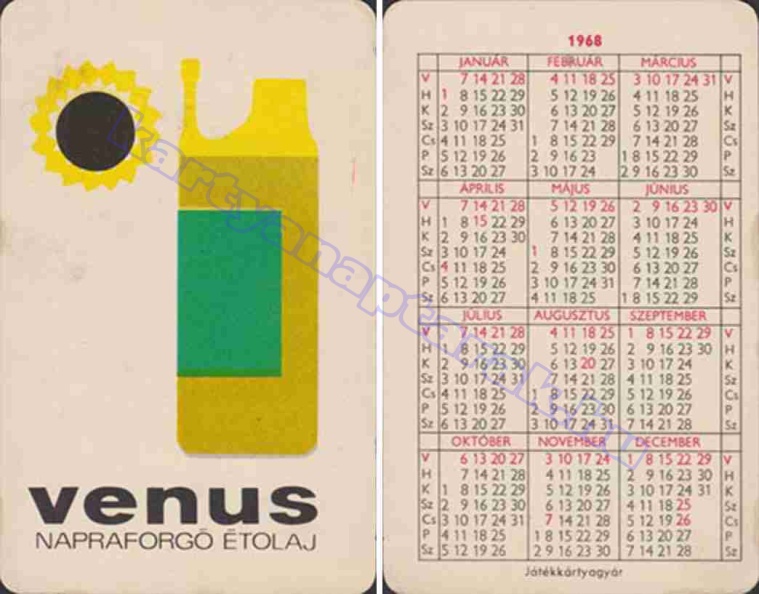 venus
NAPRAFORGÓ ÉTOLAJ
1968
JANUÁR FEBRUÁR MÁRCIUS
V 7 14 21 28 4 11 18 25 3 10 17 24 31 V
H 1 8 15 22 29 5 12 19 26 4 11 18 25 H
K 2 9 16 23 30 6 13 20 27 5 12 19 26 K
Sz 3 10 17 24 31 7 14 21 28 6 13 20 27 Sz
Cs 4 11 18 25 1 8 15 22 29 7 14 21 28 Cs
P 5 12 19 26 2 9 16 23 1 8 15 22 29 P
Sz 6 13 20 27 3 10 17 24 2 9 16 23 30 Sz
ÁPRILIS MÁJUS JÚNIUS
V 7 14 21 28 5 12 19 26 2 9 16 23 30 V
H 1 8 15 22 29 6 13 20 27 3 10 17 24 H
K 2 9 16 23 30 7 14 21 28 4 11 18 25 K
Sz 3 10 17 24 1 8 15 22 29 5 12 19 26 Sz
Cs 4 11 18 25 2 9 16 23 30 6 13 20 27 Cs
P 5 12 19 26 3 10 17 24 31 7 14 21 28 P
Sz 6 13 20 27 4 11 18 25 1 8 15 22 29 Sz
JÚLIUS AUGUSZTUS SZEPTEMBER
V 7 14 21 28 4 11 18 25 1 8 15 22 29 V
H 1 8 15 22 29 5 12 19 26 2 9 16 23 30 H
K 2 9 16 23 30 6 13 20 27 3 10 17 24 K
Sz 3 10 17 24 31 7 14 21 28 4 11 18 25 Sz
Cs 4 11 18 25 1 8 15 22 29 5 12 19 26 Cs
P 5 12 19 26 2 9 16 23 30 6 13 20 27 P
Sz 6 13 20 27 3 10 17 24 31 7 14 21 28 Sz
OKTÓBER NOVEMBER DECEMBER
V 6 13 20 27 3 10 17 24 1 8 15 22 29 V
H 7 14 21 28 4 11 18 25 2 9 16 23 30 H
K 1 8 15 22 29 5 12 19 26 3 10 17 24 31 K
Sz 2 9 16 23 30 6 13 20 27 4 11 18 25 Sz
Cs 3 10 17 24 31 7 14 21 28 5 12 19 26 Cs
P 4 11 18 25 1 8 15 22 29 6 13 20 27 P
Sz 5 12 19 26 2 9 16 23 30 7 14 21 28 Sz
Játékkártyagyár
kartyanaptarak.hu